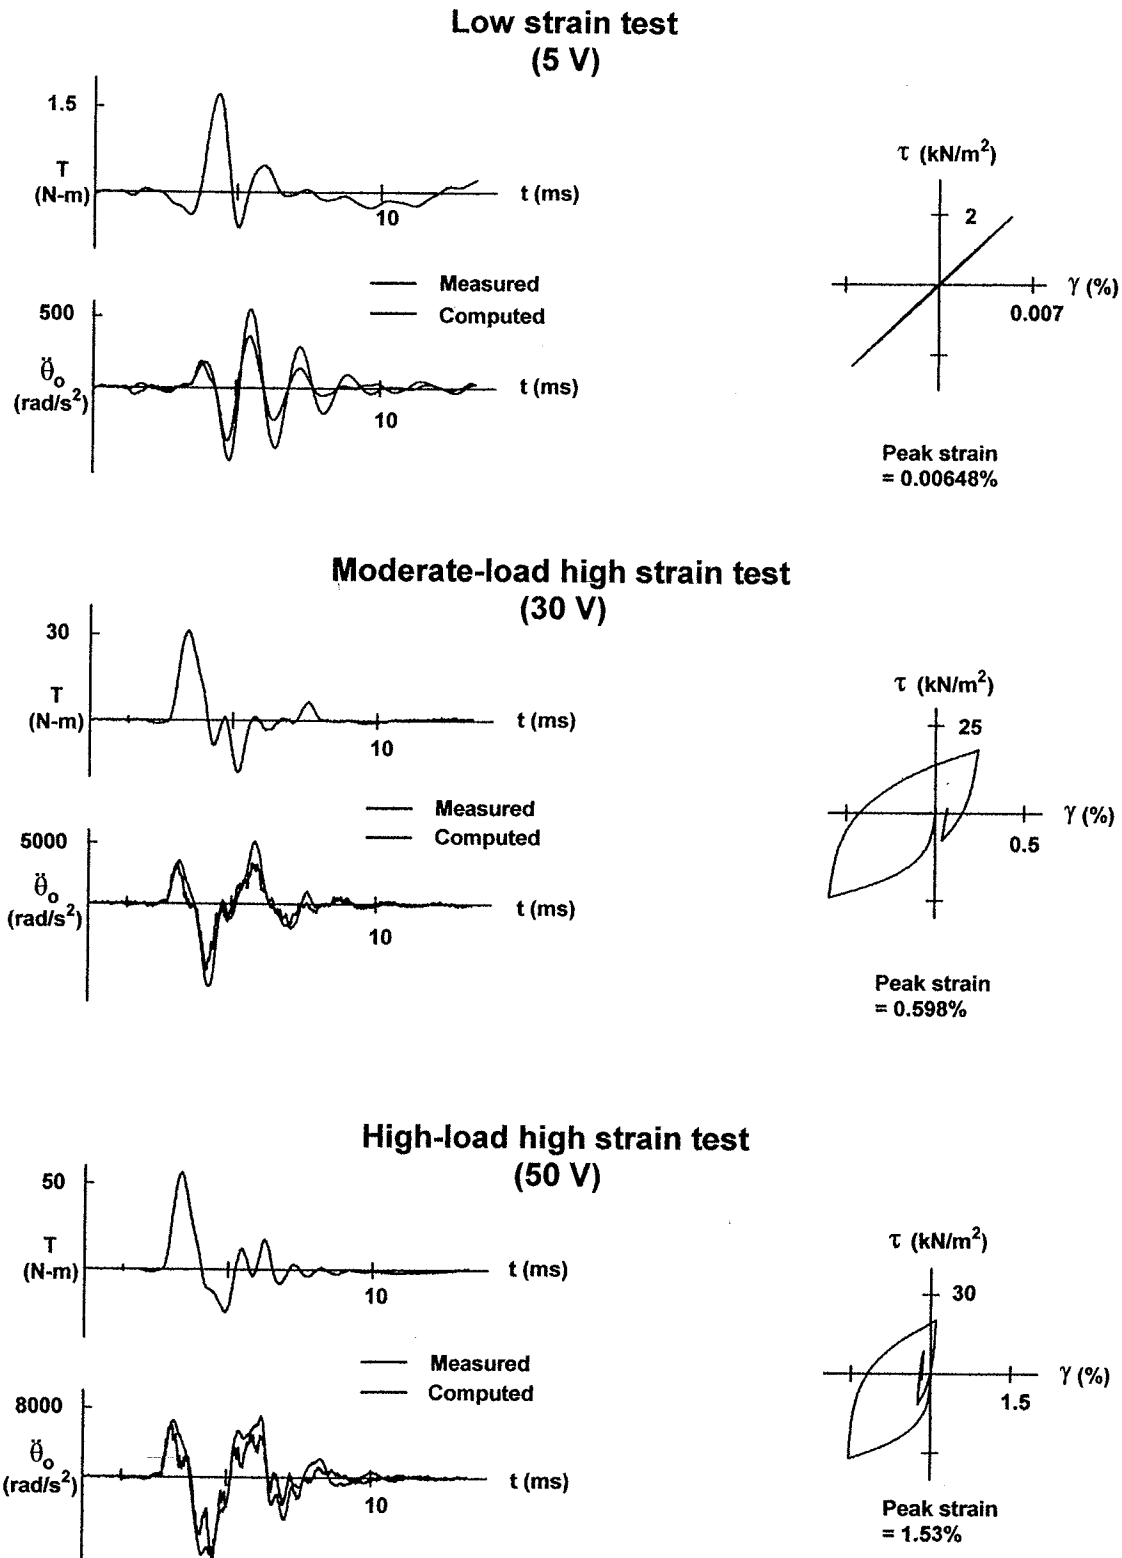 Low strain test
(5 V)
1.5
T
(N-m)
t (ms)
10
τ (kN/m²)
2
γ (%)
0.007
Measured
Computed
500
θ̈ₒ
(rad/s²)
t (ms)
10
Peak strain
= 0.00648%
Moderate-load high strain test
(30 V)
30
T
(N-m)
t (ms)
10
τ (kN/m²)
25
γ (%)
0.5
Measured
Computed
5000
θ̈ₒ
(rad/s²)
t (ms)
10
Peak strain
= 0.598%
High-load high strain test
(50 V)
50
T
(N-m)
t (ms)
10
τ (kN/m²)
30
γ (%)
1.5
Measured
Computed
8000
θ̈ₒ
(rad/s²)
t (ms)
10
Peak strain
= 1.53%